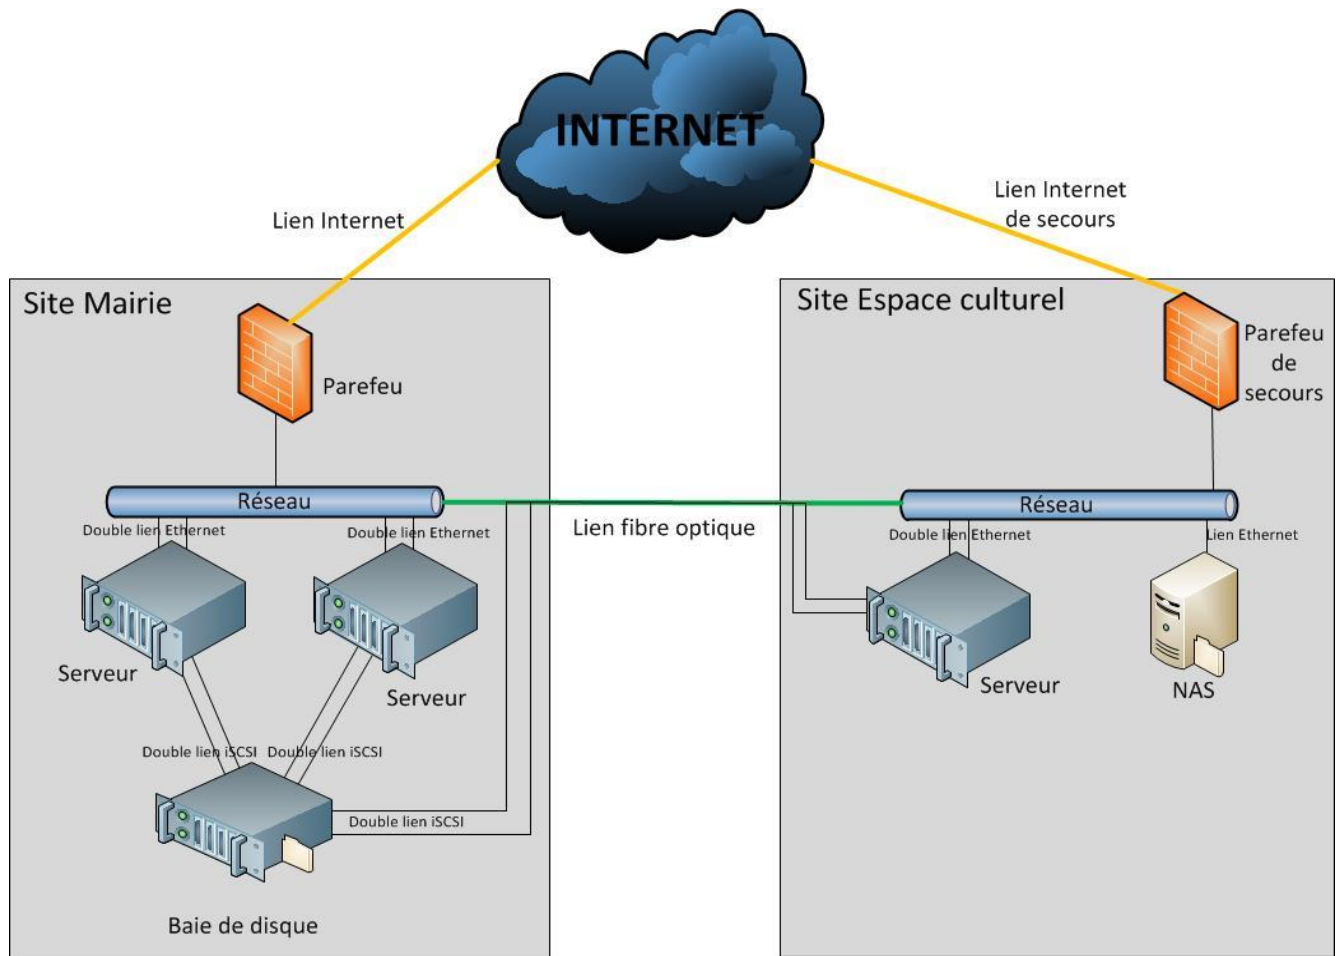 INTERNET
Lien Internet
Lien Internet
de secours
Site Mairie
Site Espace culturel
Parefeu
Parefeu
de
secours
Réseau
Lien fibre optique
Réseau
Double lien Ethernet
Double lien Ethernet
Double lien Ethernet
Lien Ethernet
Serveur
Serveur
Serveur
NAS
Double lien iSCSI
Double lien iSCSI
Double lien iSCSI
Baie de disque